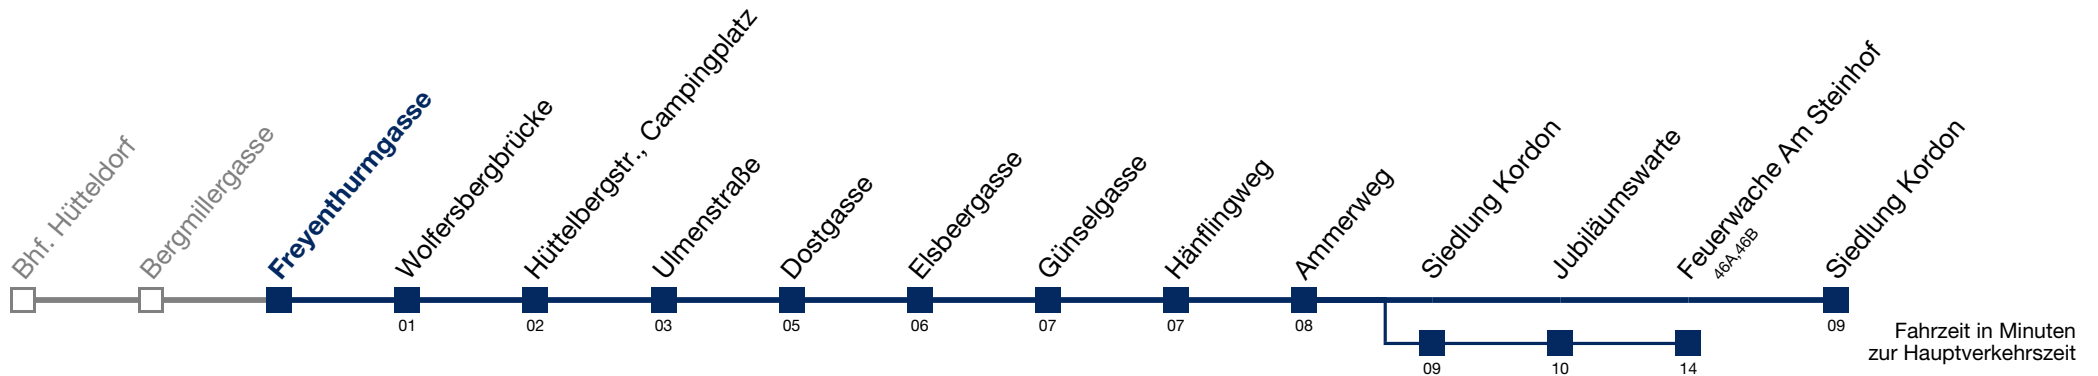 Bhf. Hütteldorf
Bergmillergasse
Freyenthurmgasse
Wolfersbergbrücke
Hüttelbergstr., Campingplatz
Ulmenstraße
Dostgasse
Elsbeergasse
Günselgasse
Hänflingweg
Ammerweg
Siedlung Kordon
Jubiläumswarte
Feuerwache Am Steinhof
46A,46B
Siedlung Kordon
01
02
03
05
06
07
07
08
09
Fahrzeit in Minuten
zur Hauptverkehrszeit
09
10
14